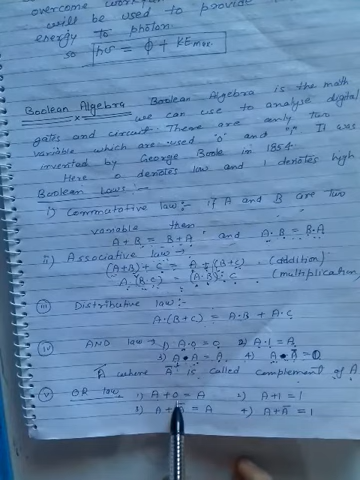 overcome work
will be used to provide
energy to photon.
so hν = ϕ + KEmax.
Boolean Algebra Boolean Algebra is the math
we can use to analyse digital
gates and circuit. There are only two
variable which are used "0" and "1". It was
invented by George Boole in 1854.
Here 0 denotes low and 1 denotes high
Boolean Laws:-
i) Commutative law:- if A and B are two
variable then
A + B = B + A and A . B = B . A
ii) Associative law →
(A+B) + C = A + (B+C) . (addition)
A (B.C) = (A.B) . C (multiplication)
iii) Distributive law:-
A.(B+C) = A.B + A.C
iv) AND law → 2) A.1 = A
3) A.A = A 4)
A where A is called complement of A
v) OR law 1) A + 0 = A 2) A+1 = 1
3) A + A = A 4) A + A̅ = 1